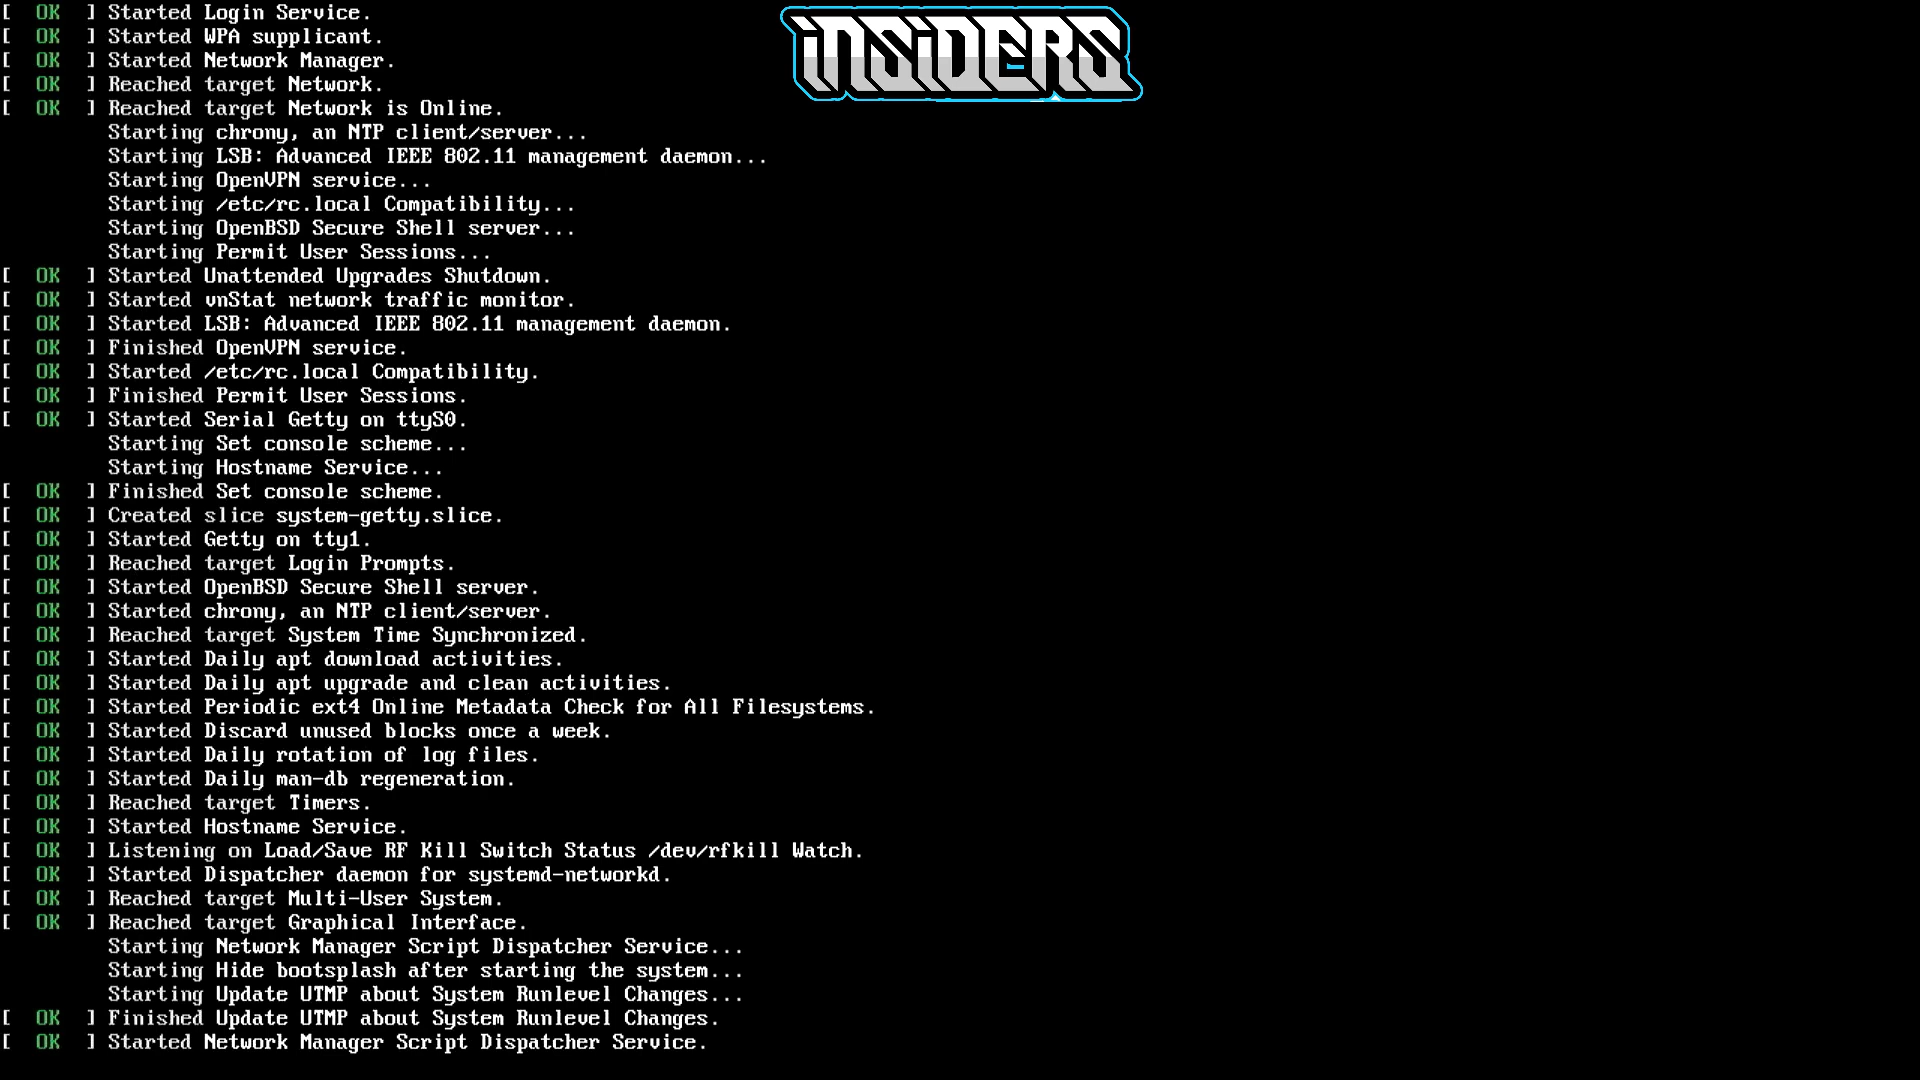 [  OK  ] Started Login Service.
[  OK  ] Started WPA supplicant.
[  OK  ] Started Network Manager.
[  OK  ] Reached target Network.
[  OK  ] Reached target Network is Online.
         Starting chrony, an NTP client/server...
         Starting LSB: Advanced IEEE 802.11 management daemon...
         Starting OpenVPN service...
         Starting /etc/rc.local Compatibility...
         Starting OpenBSD Secure Shell server...
         Starting Permit User Sessions...
[  OK  ] Started Unattended Upgrades Shutdown.
[  OK  ] Started vnStat network traffic monitor.
[  OK  ] Started LSB: Advanced IEEE 802.11 management daemon.
[  OK  ] Finished OpenVPN service.
[  OK  ] Started /etc/rc.local Compatibility.
[  OK  ] Finished Permit User Sessions.
[  OK  ] Started Serial Getty on ttyS0.
         Starting Set console scheme...
         Starting Hostname Service...
[  OK  ] Finished Set console scheme.
[  OK  ] Created slice system-getty.slice.
[  OK  ] Started Getty on tty1.
[  OK  ] Reached target Login Prompts.
[  OK  ] Started OpenBSD Secure Shell server.
[  OK  ] Started chrony, an NTP client/server.
[  OK  ] Reached target System Time Synchronized.
[  OK  ] Started Daily apt download activities.
[  OK  ] Started Daily apt upgrade and clean activities.
[  OK  ] Started Periodic ext4 Online Metadata Check for All Filesystems.
[  OK  ] Started Discard unused blocks once a week.
[  OK  ] Started Daily rotation of log files.
[  OK  ] Started Daily man-db regeneration.
[  OK  ] Reached target Timers.
[  OK  ] Started Hostname Service.
[  OK  ] Listening on Load/Save RF Kill Switch Status /dev/rfkill Watch.
[  OK  ] Started Dispatcher daemon for systemd-networkd.
[  OK  ] Reached target Multi-User System.
[  OK  ] Reached target Graphical Interface.
         Starting Network Manager Script Dispatcher Service...
         Starting Hide bootsplash after starting the system...
         Starting Update UTMP about System Runlevel Changes...
[  OK  ] Finished Update UTMP about System Runlevel Changes.
[  OK  ] Started Network Manager Script Dispatcher Service.
iNSiDERS